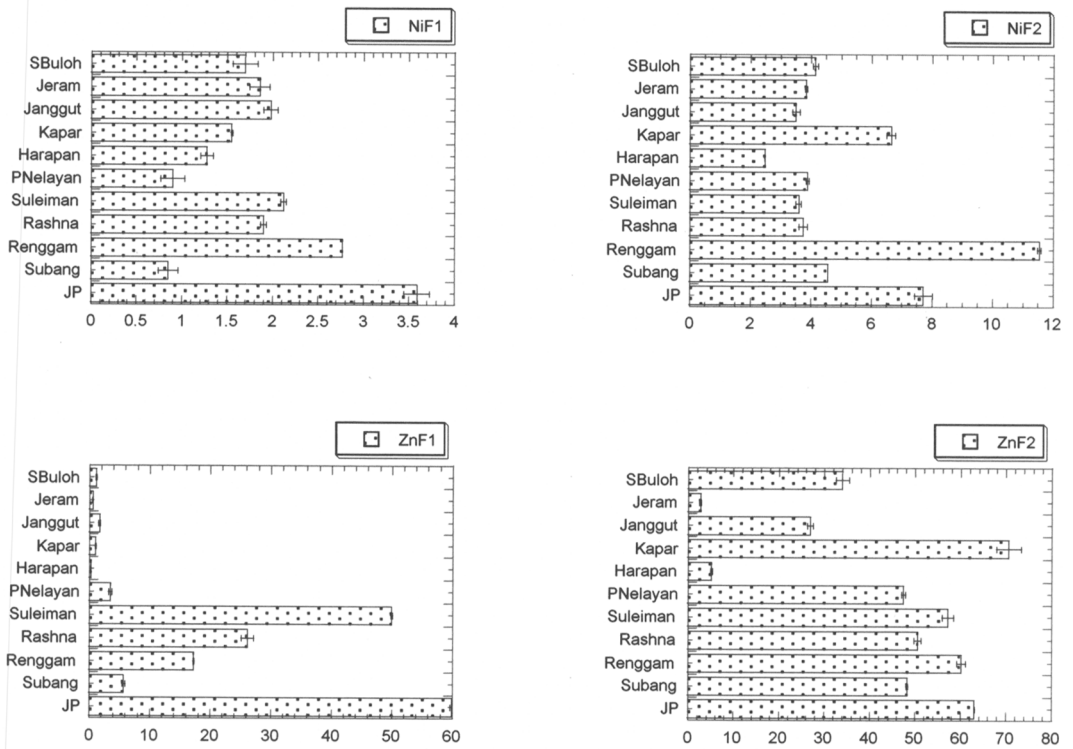 NiF1
SBuloh
Jeram
Janggut
Kapar
Harapan
PNelayan
Suleiman
Rashna
Renggam
Subang
JP
0 0.5 1 1.5 2 2.5 3 3.5 4
NiF2
SBuloh
Jeram
Janggut
Kapar
Harapan
PNelayan
Suleiman
Rashna
Renggam
Subang
JP
0 2 4 6 8 10 12
ZnF1
SBuloh
Jeram
Janggut
Kapar
Harapan
PNelayan
Suleiman
Rashna
Renggam
Subang
JP
0 10 20 30 40 50 60
ZnF2
SBuloh
Jeram
Janggut
Kapar
Harapan
PNelayan
Suleiman
Rashna
Renggam
Subang
JP
0 10 20 30 40 50 60 70 80